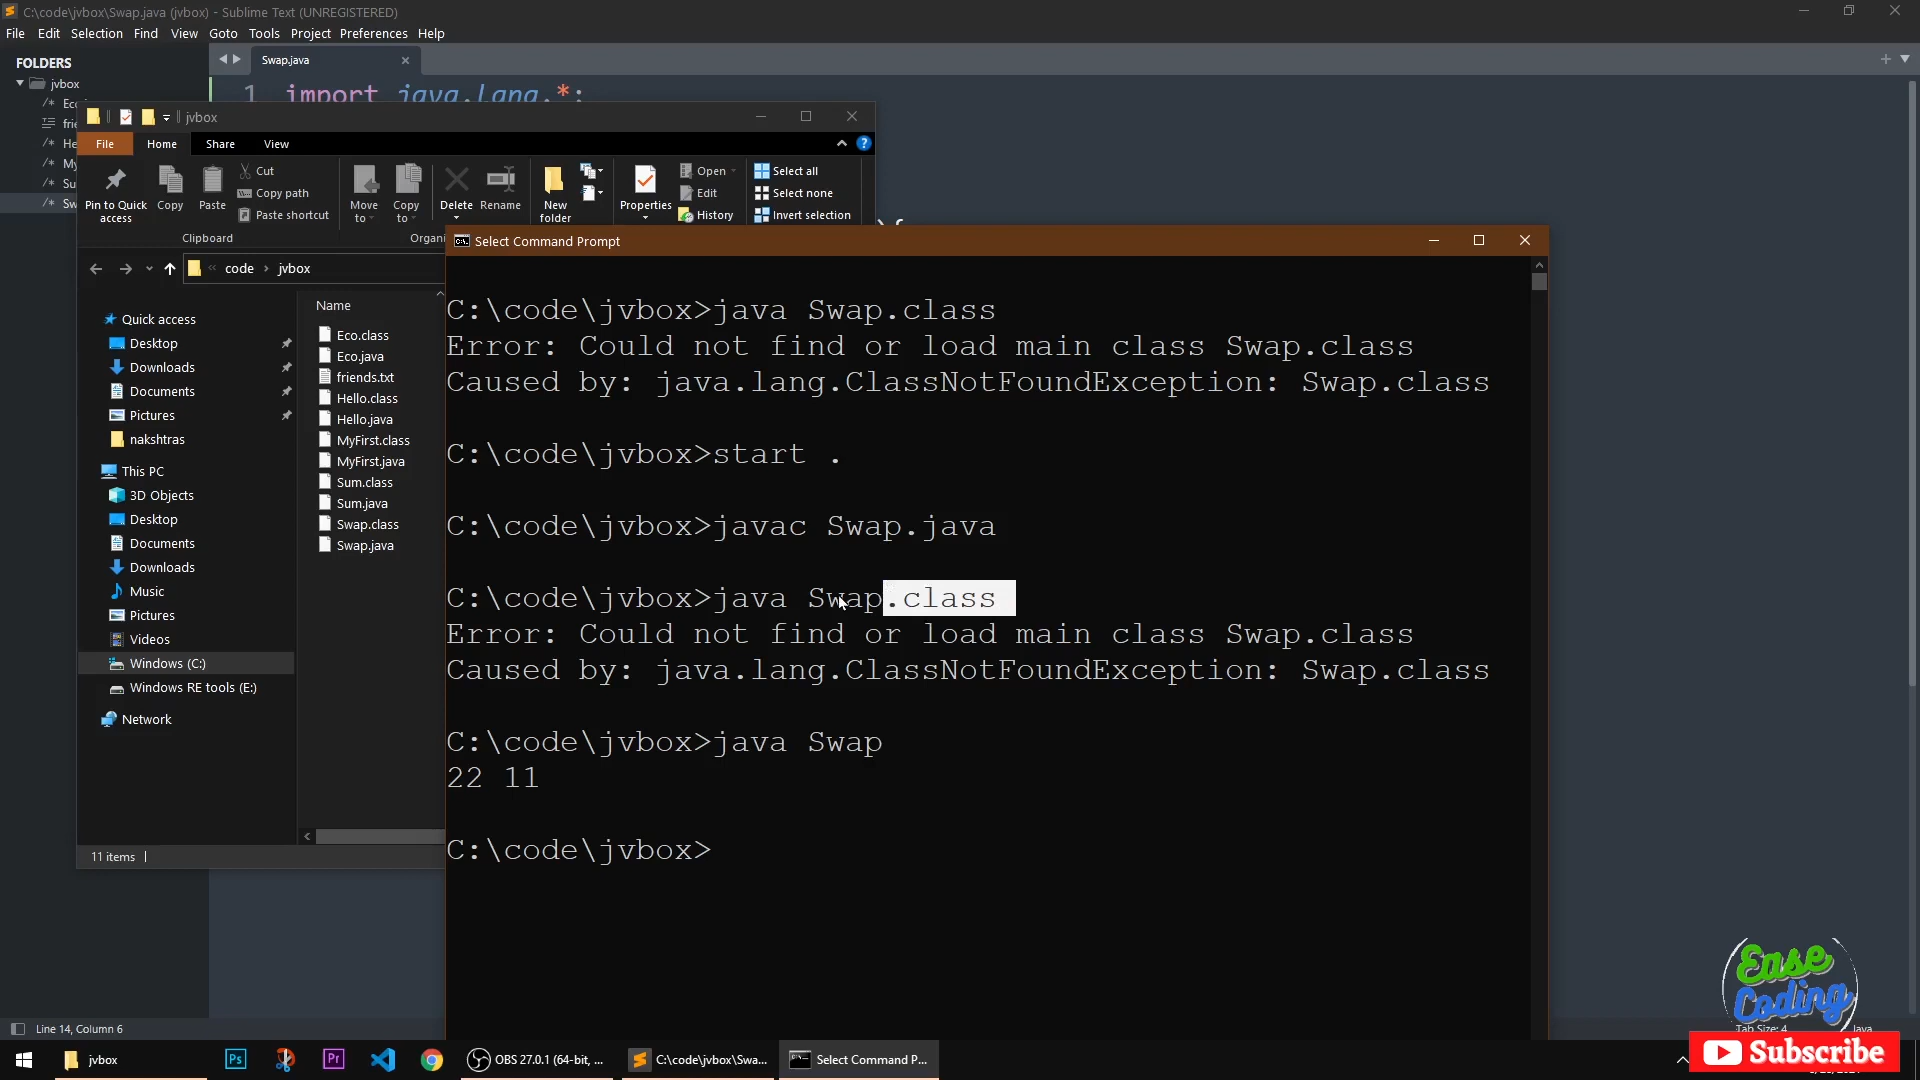 C:\code\jvbox\Swap.java (jvbox) - Sublime Text (UNREGISTERED)
File Edit Selection Find View Goto Tools Project Preferences Help
FOLDERS
jvbox
Swap.java
1 import java.lang.*;
jvbox
File Home Share View
Pin to Quick access
Copy
Paste
Cut
Copy path
Paste shortcut
Clipboard
Move to
Copy to
Delete
Rename
Organi
New folder
Properties
Open
Edit
History
Select all
Select none
Invert selection
code › jvbox
Quick access
Desktop
Downloads
Documents
Pictures
nakshtras
This PC
3D Objects
Desktop
Documents
Downloads
Music
Pictures
Videos
Windows (C:)
Windows RE tools (E:)
Network
Name
Eco.class
Eco.java
friends.txt
Hello.class
Hello.java
MyFirst.class
MyFirst.java
Sum.class
Sum.java
Swap.class
Swap.java
11 items
Select Command Prompt
C:\code\jvbox>java Swap.class
Error: Could not find or load main class Swap.class
Caused by: java.lang.ClassNotFoundException: Swap.class
C:\code\jvbox>start .
C:\code\jvbox>javac Swap.java
C:\code\jvbox>java Swap.class
Error: Could not find or load main class Swap.class
Caused by: java.lang.ClassNotFoundException: Swap.class
C:\code\jvbox>java Swap
22 11
C:\code\jvbox>
Ease
Coding
Line 14, Column 6
Tab Size: 4
Java
jvbox
Ps
Pr
OBS 27.0.1 (64-bit, ...
C:\code\jvbox\Swa...
Select Command P...
Subscribe